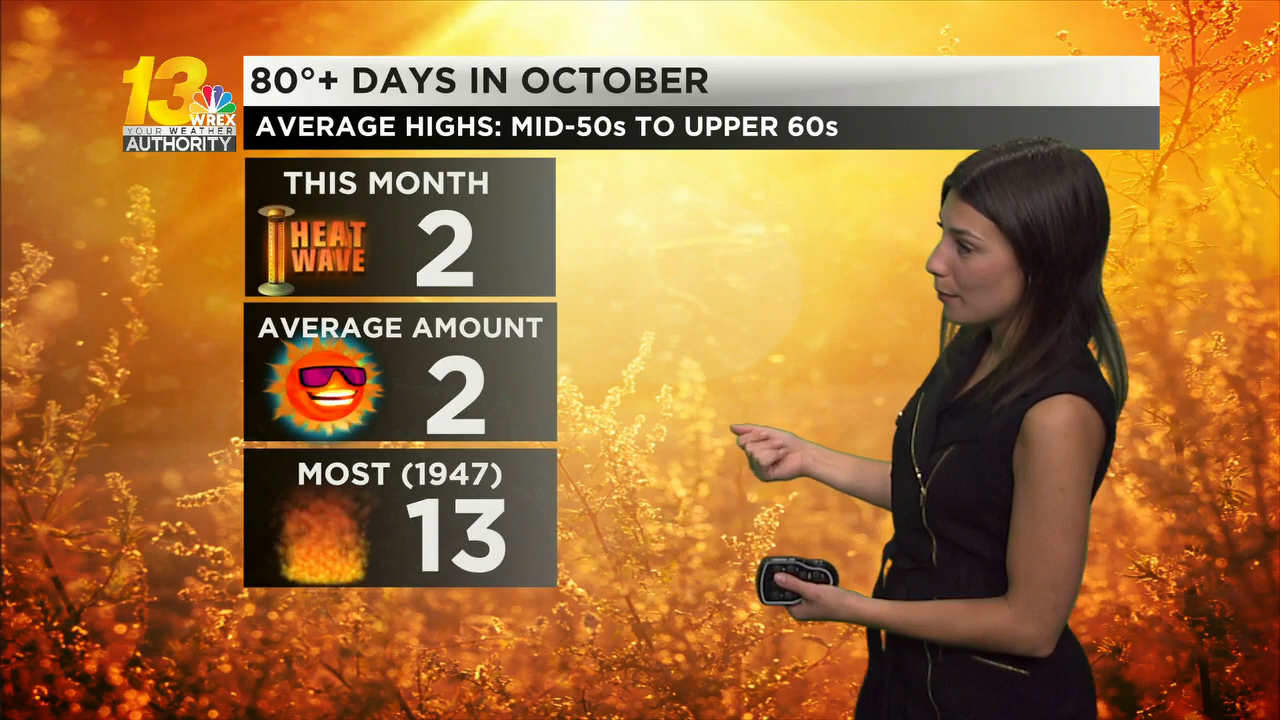 13
WREX
YOUR WEATHER
AUTHORITY
80°+ DAYS IN OCTOBER
AVERAGE HIGHS: MID-50s TO UPPER 60s
THIS MONTH
HEAT
WAVE
2
AVERAGE AMOUNT
2
MOST (1947)
13